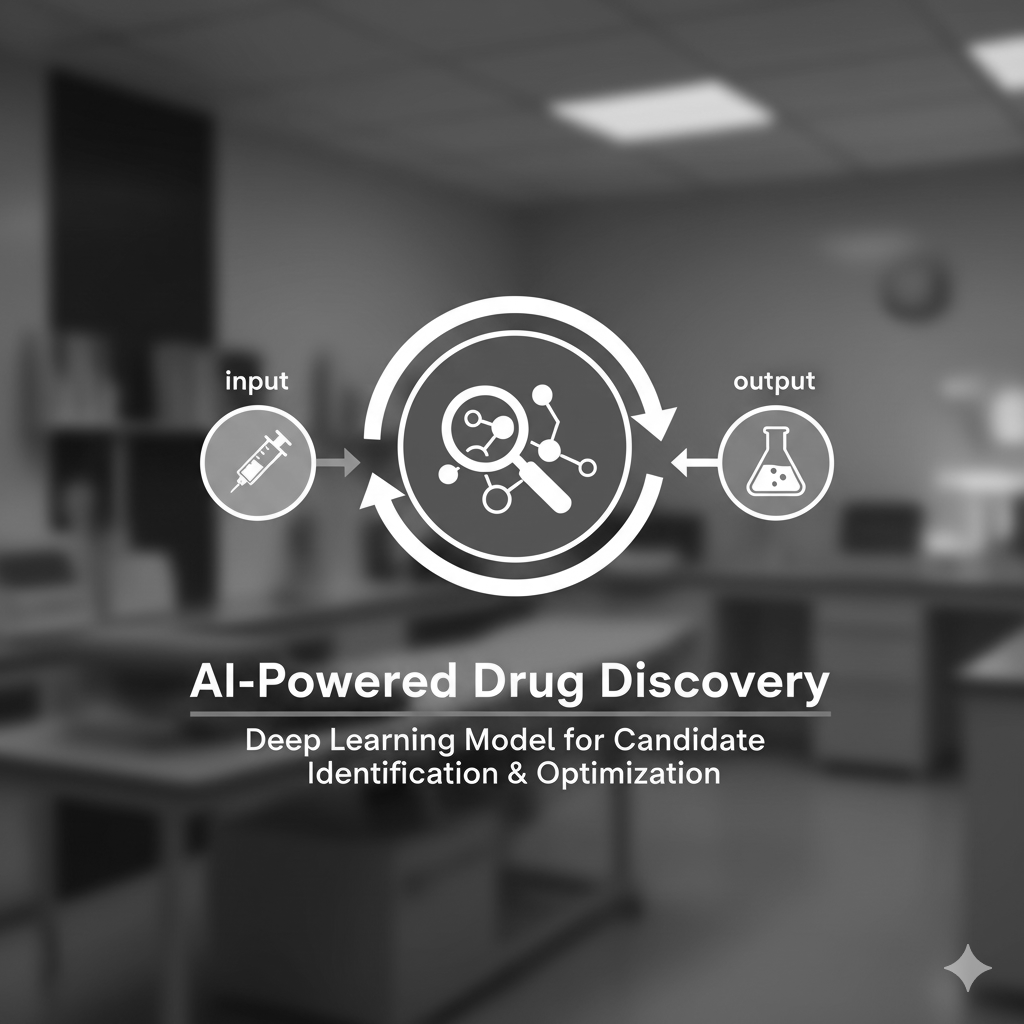 input
output
AI-Powered Drug Discovery
Deep Learning Model for Candidate
Identification & Optimization